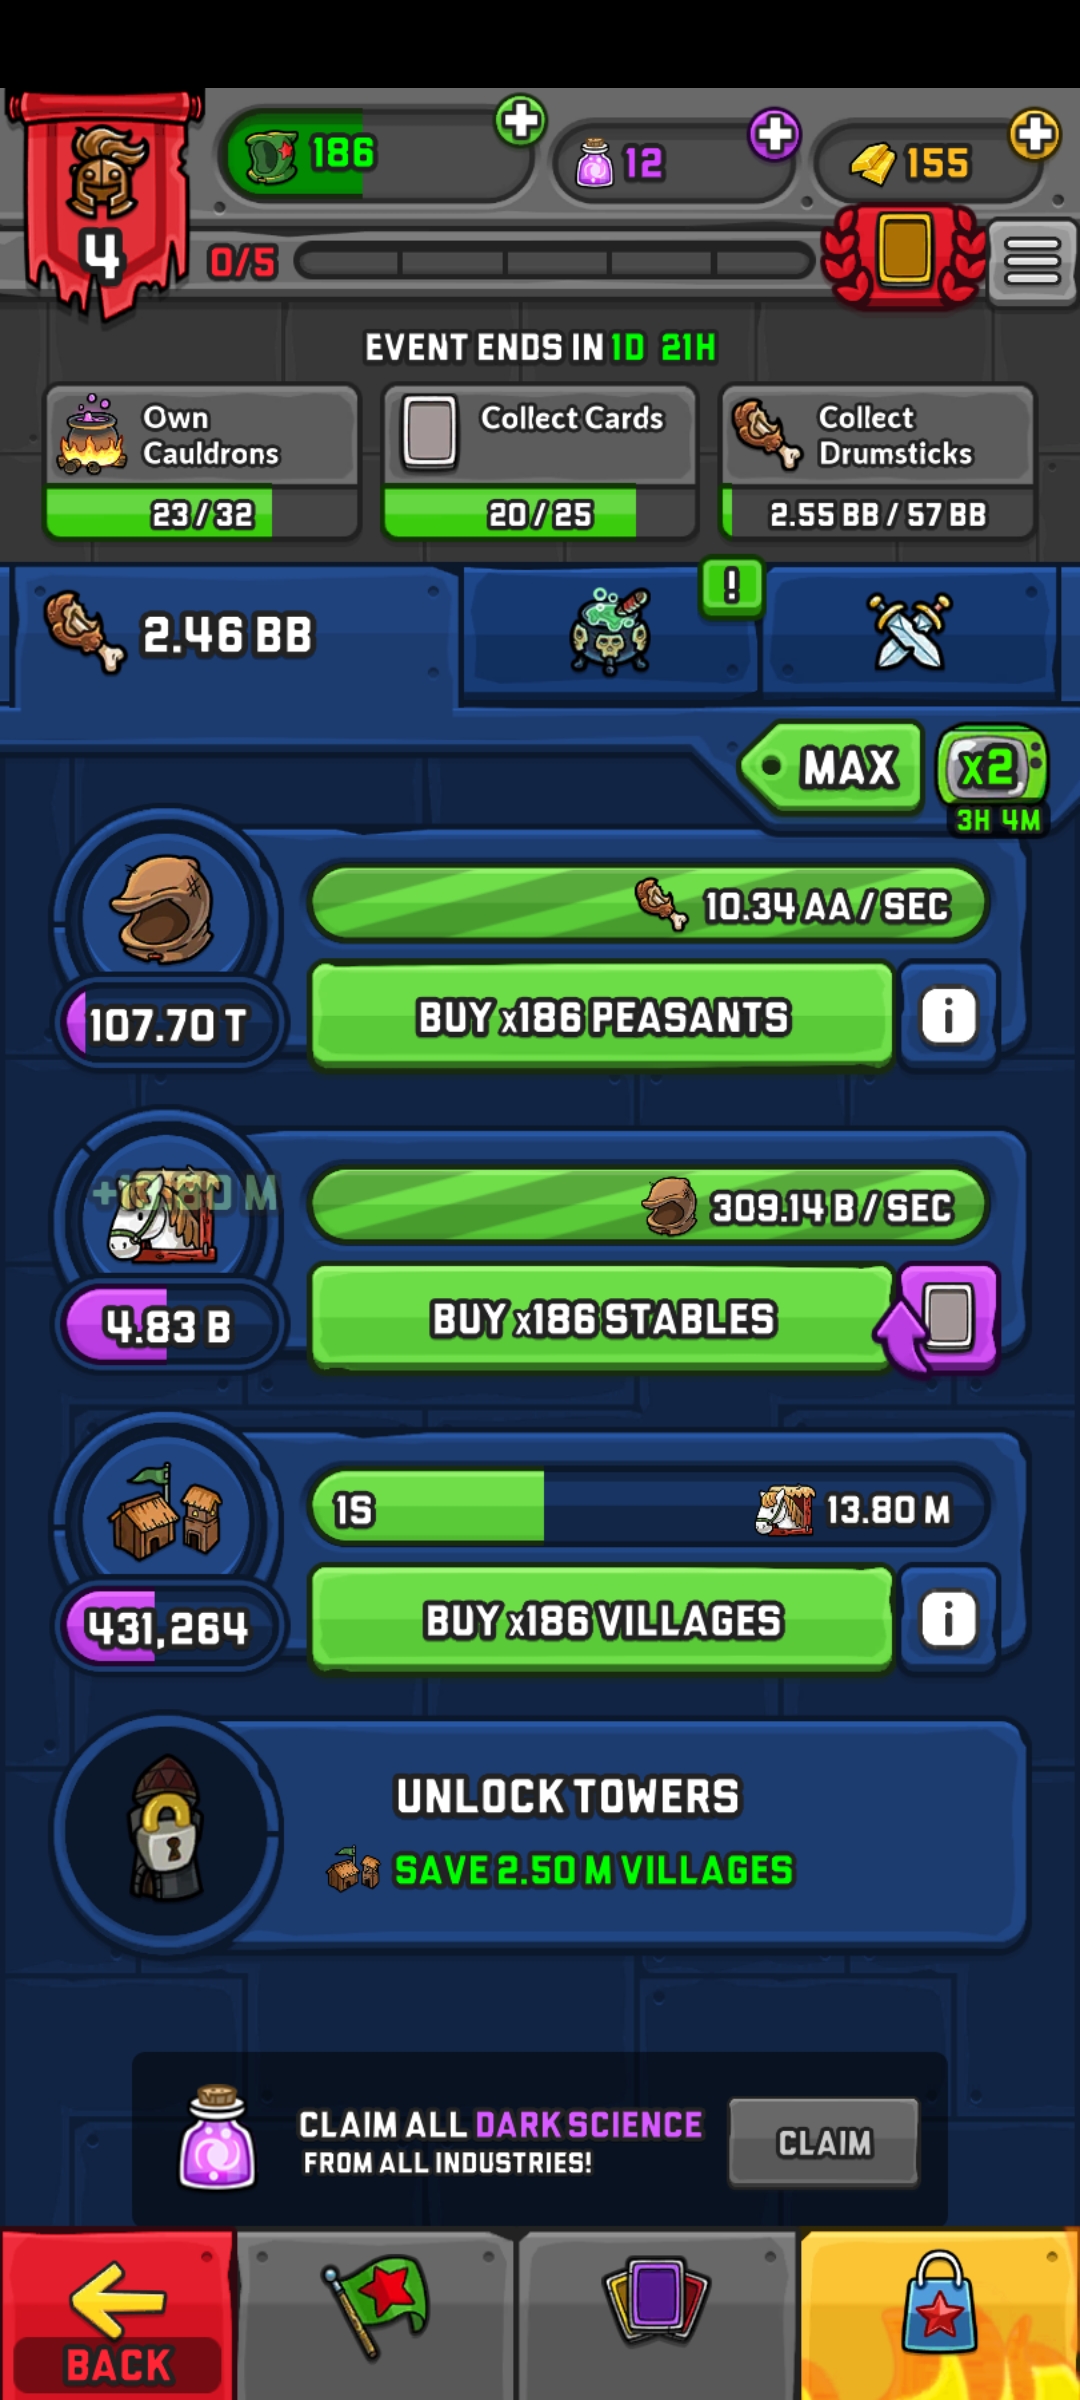 186
12
155
4
0/5
EVENT ENDS IN 1D 21H
Own
Cauldrons
23/32
Collect Cards
20/25
Collect
Drumsticks
2.55 BB / 57 BB
2.46 BB
!
MAX
x2
3H 4M
10.34 AA / SEC
107.70 T
BUY x186 PEASANTS
i
309.14 B / SEC
4.83 B
BUY x186 STABLES
1S
13.80 M
431,264
BUY x186 VILLAGES
i
UNLOCK TOWERS
SAVE 2.50 M VILLAGES
CLAIM ALL DARK SCIENCE
FROM ALL INDUSTRIES!
CLAIM
BACK